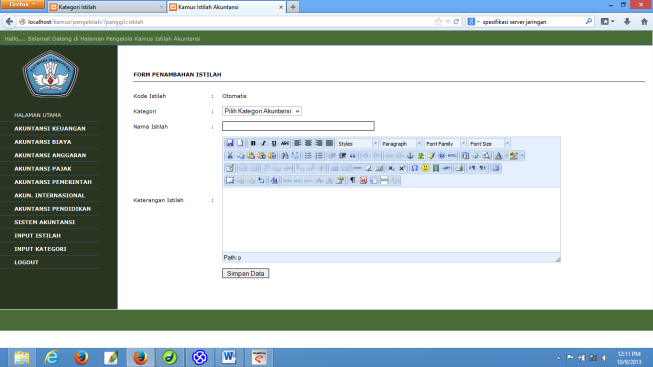 Firefox
Kategori Istilah
Kamus Istilah Akuntansi
localhost/kamus/pengelolah/?panggil=istilah
spesifikasi server jaringan
Hallo,... Selamat Datang di Halaman Pengelola Kamus Istilah Akuntansi
HALAMAN UTAMA
AKUNTANSI KEUANGAN
AKUNTANSI BIAYA
AKUNTANSI ANGGARAN
AKUNTANSI PAJAK
AKUNTANSI PEMERINTAH
AKUN. INTERNASIONAL
AKUNTANSI PENDIDIKAN
SISTEM AKUNTANSI
INPUT ISTILAH
INPUT KATEGORI
LOGOUT
FORM PENAMBAHAN ISTILAH
Kode Istilah : Otomatis
Kategori : Pilih Kategori Akuntansi
Nama Istilah :
Styles Paragraph Font Family Font Size
Keterangan Istilah :
Path: p
Simpan Data
12:11 PM
10/9/2013